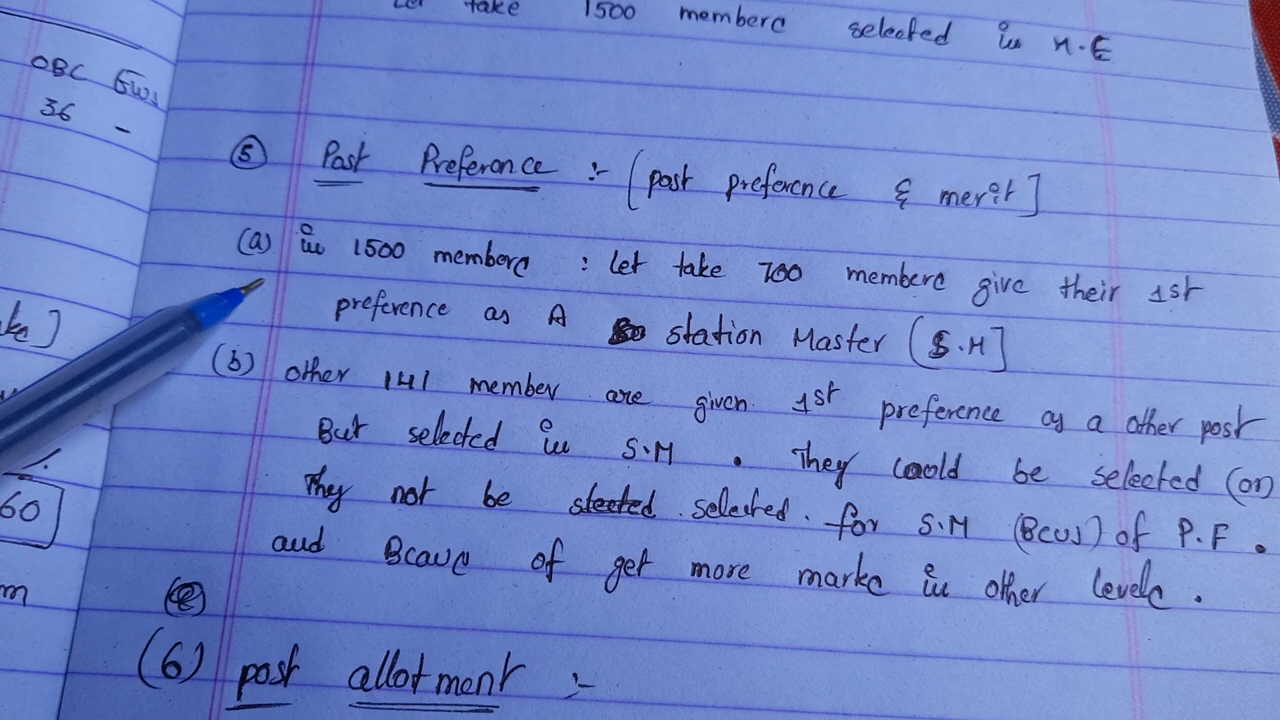 Let take 1500 members selected in M.E
OBC Ews
36 -
(5) Post Preferance :- [post preference & merit]
(a) in 1500 members : let take 700 members give their 1st
preference as A station Master [S.M]
(b) other 141 member are given 1st preference as a other post
But selected in S.M . They could be selected (or)
They not be selected . for S.M (Bcus) of P.F .
and Bcause of get more marks in other levels .
60
m
(6) post allotment :-